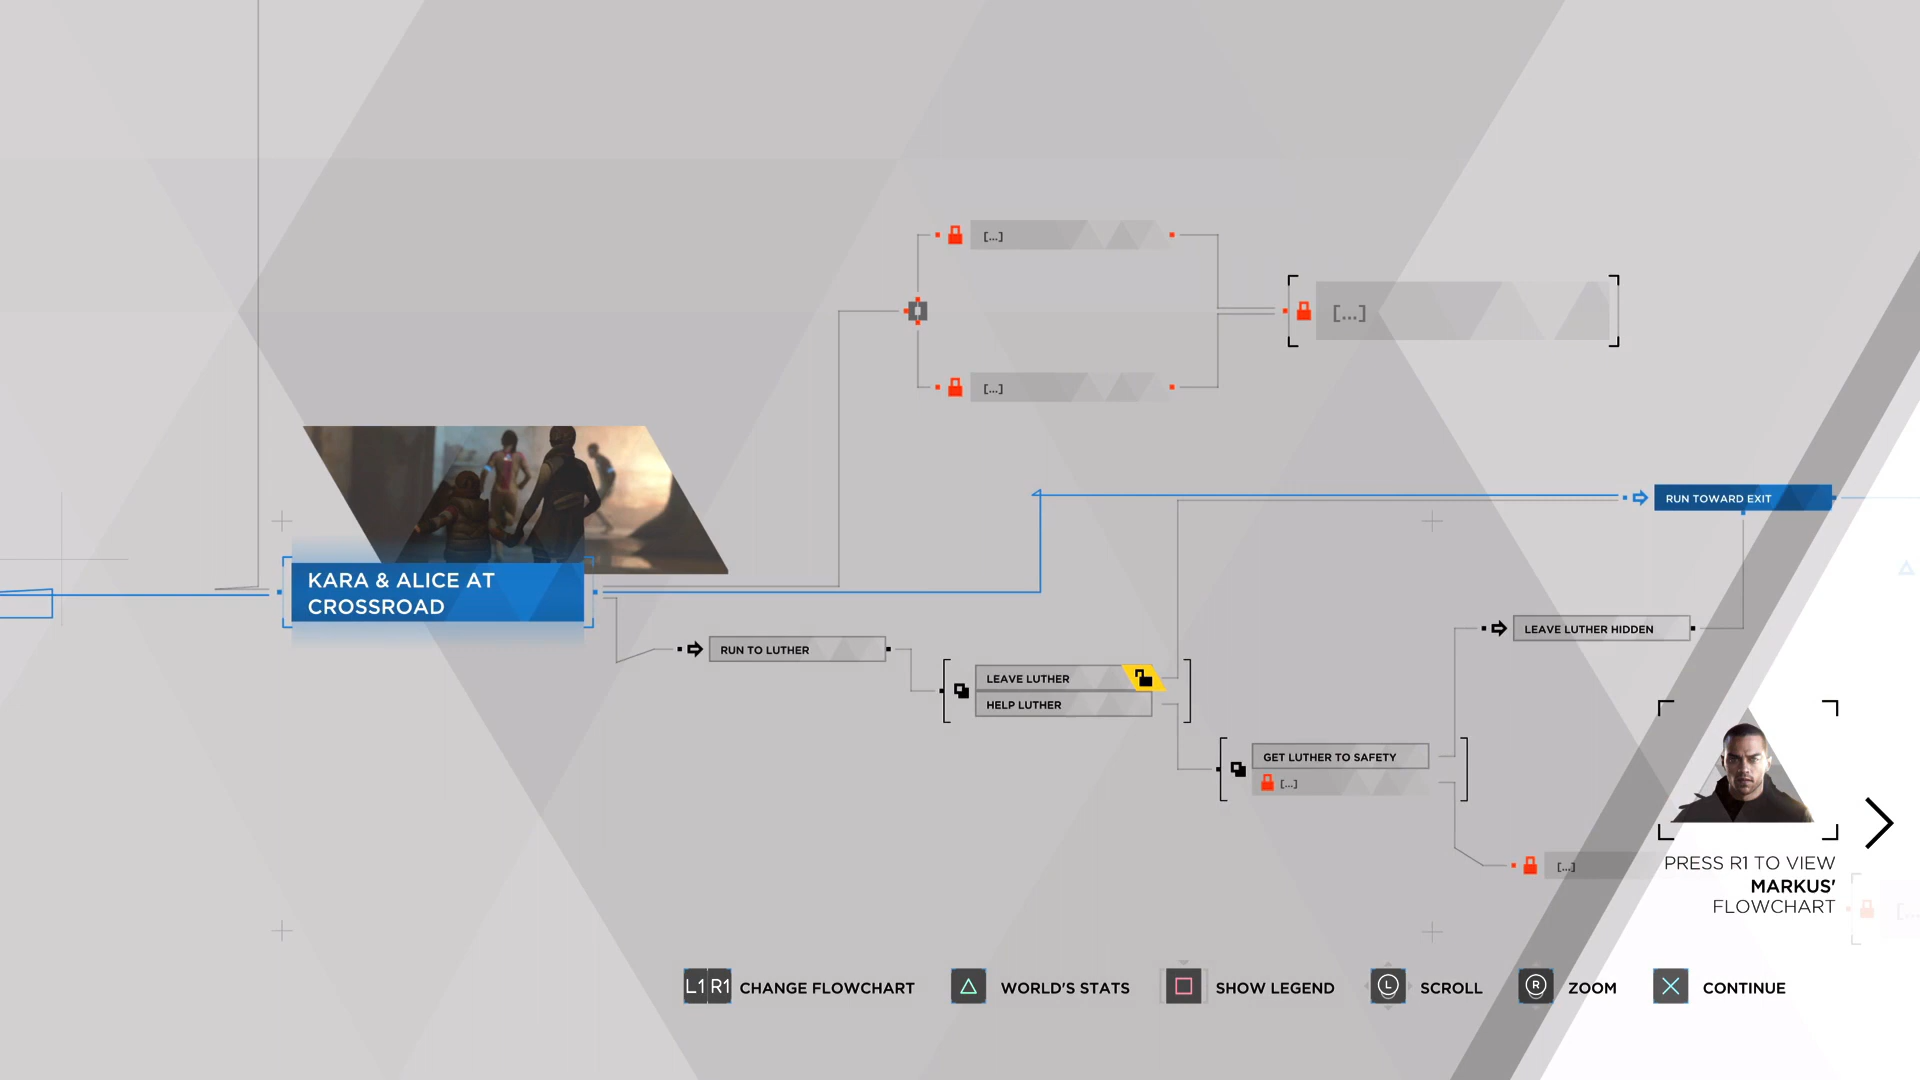 [...]
[...]
[...]
RUN TOWARD EXIT
KARA & ALICE AT
CROSSROAD
LEAVE LUTHER HIDDEN
RUN TO LUTHER
LEAVE LUTHER
HELP LUTHER
GET LUTHER TO SAFETY
[...]
[...]
PRESS R1 TO VIEW
MARKUS'
FLOWCHART
[...
L1 R1 CHANGE FLOWCHART
WORLD'S STATS
SHOW LEGEND
L SCROLL
R ZOOM
CONTINUE